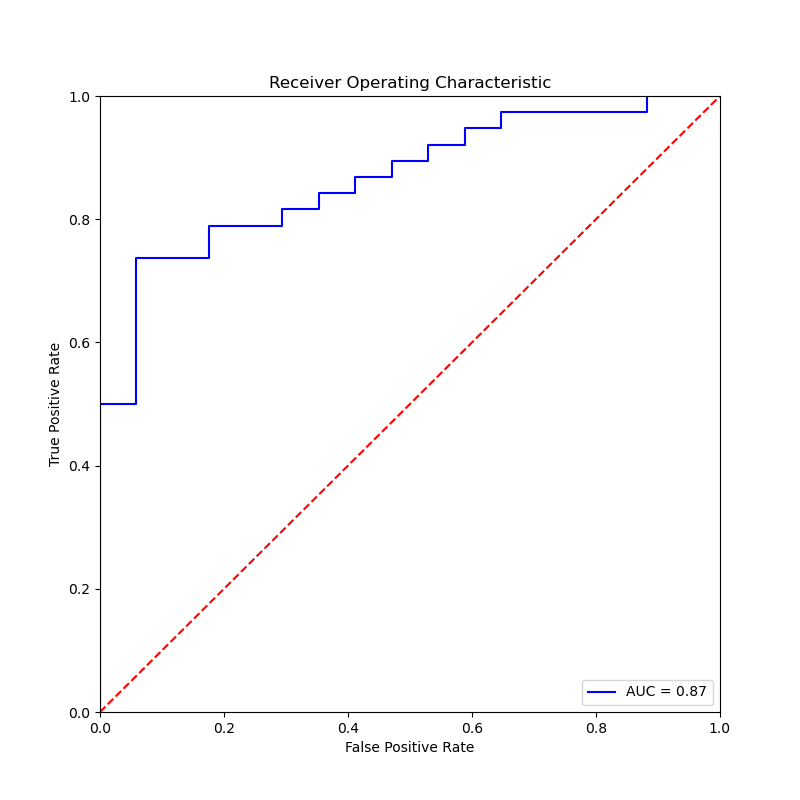 Receiver Operating Characteristic
1.0
0.8
0.6
0.4
0.2
0.0
True Positive Rate
AUC = 0.87
0.0 0.2 0.4 0.6 0.8 1.0
False Positive Rate